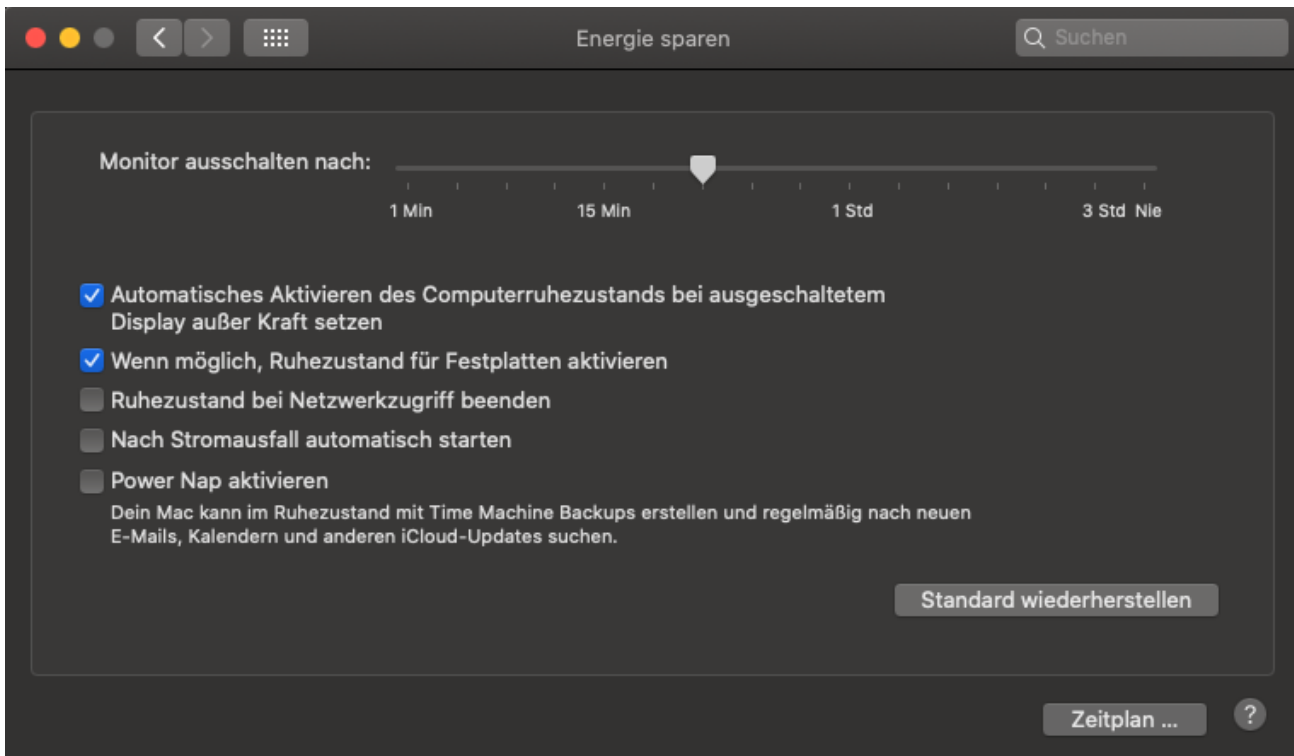 Energie sparen
Suchen
Monitor ausschalten nach:
1 Min 15 Min 1 Std 3 Std Nie
Automatisches Aktivieren des Computerruhezustands bei ausgeschaltetem
Display außer Kraft setzen
Wenn möglich, Ruhezustand für Festplatten aktivieren
Ruhezustand bei Netzwerkzugriff beenden
Nach Stromausfall automatisch starten
Power Nap aktivieren
Dein Mac kann im Ruhezustand mit Time Machine Backups erstellen und regelmäßig nach neuen
E-Mails, Kalendern und anderen iCloud-Updates suchen.
Standard wiederherstellen
Zeitplan ... ?